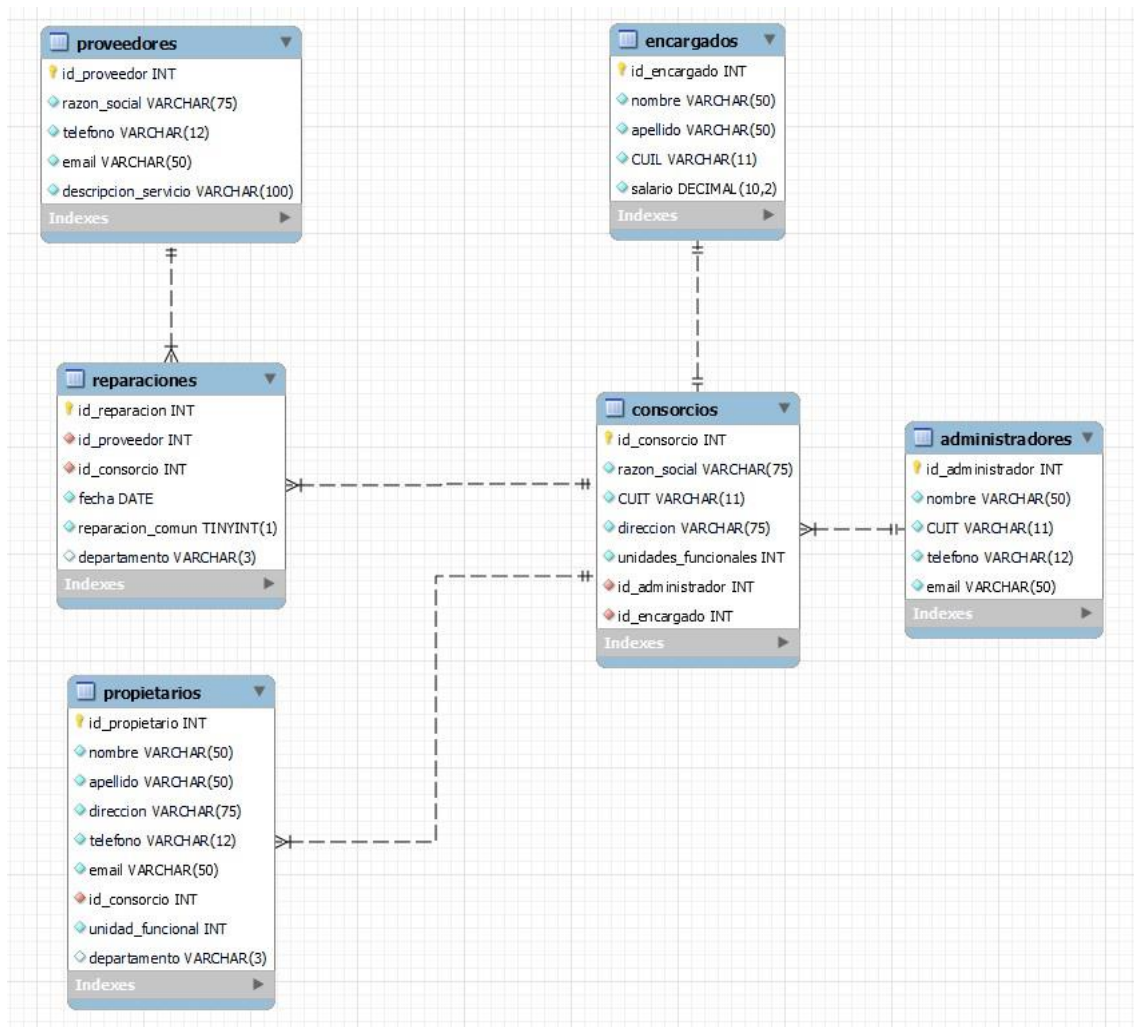 proveedores
id_proveedor INT
razon_social VARCHAR(75)
telefono VARCHAR(12)
email VARCHAR(50)
descripcion_servicio VARCHAR(100)
Indexes
encargados
id_encargado INT
nombre VARCHAR(50)
apellido VARCHAR(50)
CUIL VARCHAR(11)
salario DECIMAL(10,2)
Indexes
reparaciones
id_reparacion INT
id_proveedor INT
id_consorcio INT
fecha DATE
reparacion_comun TINYINT(1)
departamento VARCHAR(3)
Indexes
consorcios
id_consorcio INT
razon_social VARCHAR(75)
CUIT VARCHAR(11)
direccion VARCHAR(75)
unidades_funcionales INT
id_administrador INT
id_encargado INT
Indexes
administradores
id_administrador INT
nombre VARCHAR(50)
CUIT VARCHAR(11)
telefono VARCHAR(12)
email VARCHAR(50)
Indexes
propietarios
id_propietario INT
nombre VARCHAR(50)
apellido VARCHAR(50)
direccion VARCHAR(75)
telefono VARCHAR(12)
email VARCHAR(50)
id_consorcio INT
unidad_funcional INT
departamento VARCHAR(3)
Indexes